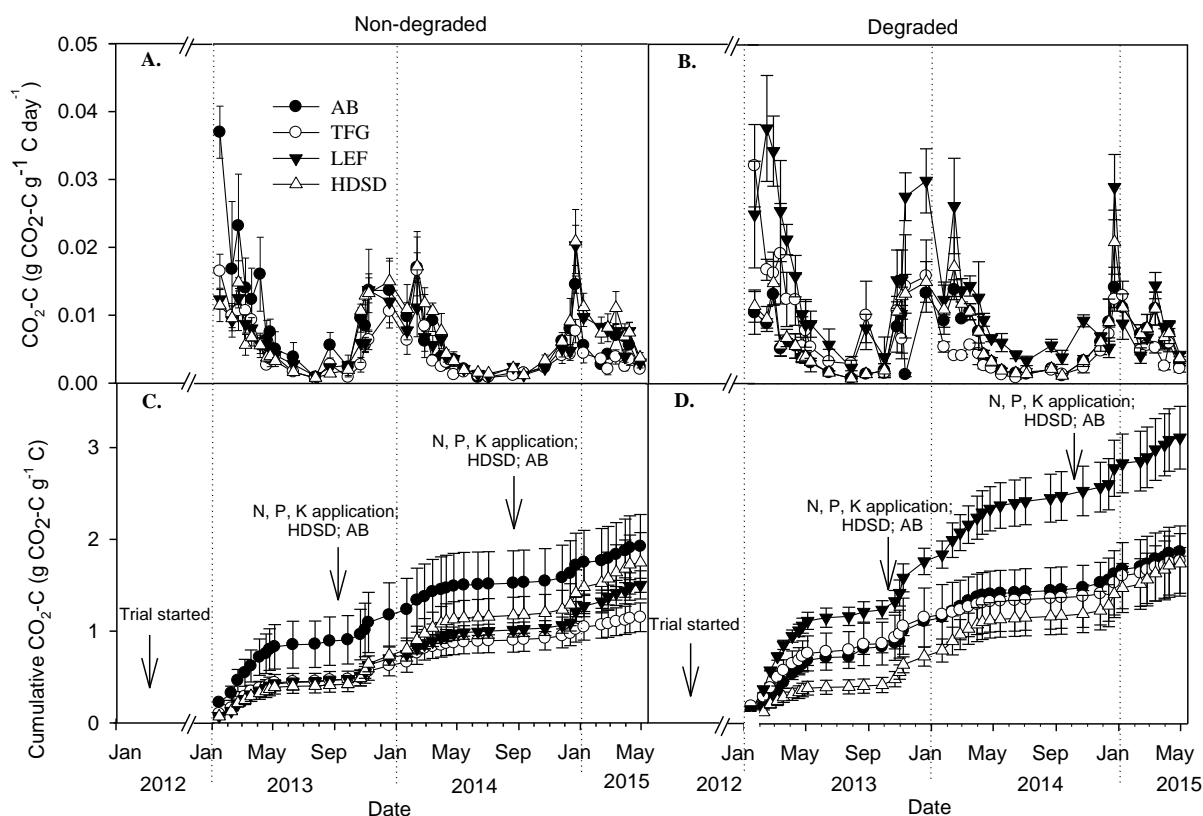 Non-degraded
Degraded
CO2-C (g CO2-C g-1 C day-1)
0.05
0.04
0.03
0.02
0.01
0.00
A.
AB
TFG
LEF
HDSD
B.
Cumulative CO2-C (g CO2-C g-1 C)
3
2
1
0
C.
Trial started
N, P, K application;
HDSD; AB
N, P, K application;
HDSD; AB
D.
Trial started
N, P, K application;
HDSD; AB
N, P, K application;
HDSD; AB
Jan Jan May Sep Jan May Sep Jan May
2012 2013 2014 2015
Date
Jan Jan May Sep Jan May Sep Jan May
2012 2013 2014 2015
Date